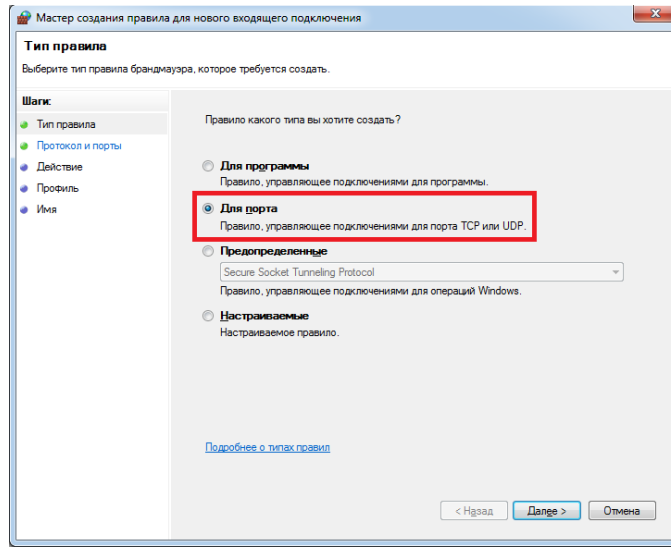 Мастер создания правила для нового входящего подключения
Тип правила
Выберите тип правила брандмауэра, которое требуется создать.
Шаги:
Тип правила
Протокол и порты
Действие
Профиль
Имя
Правило какого типа вы хотите создать?
Для программы
Правило, управляющее подключениями для программы.
Для порта
Правило, управляющее подключениями для порта TCP или UDP.
Предопределенные
Secure Socket Tunneling Protocol
Правило, управляющее подключениями для операций Windows.
Настраиваемые
Настраиваемое правило.
Подробнее о типах правил
< Назад
Далее >
Отмена